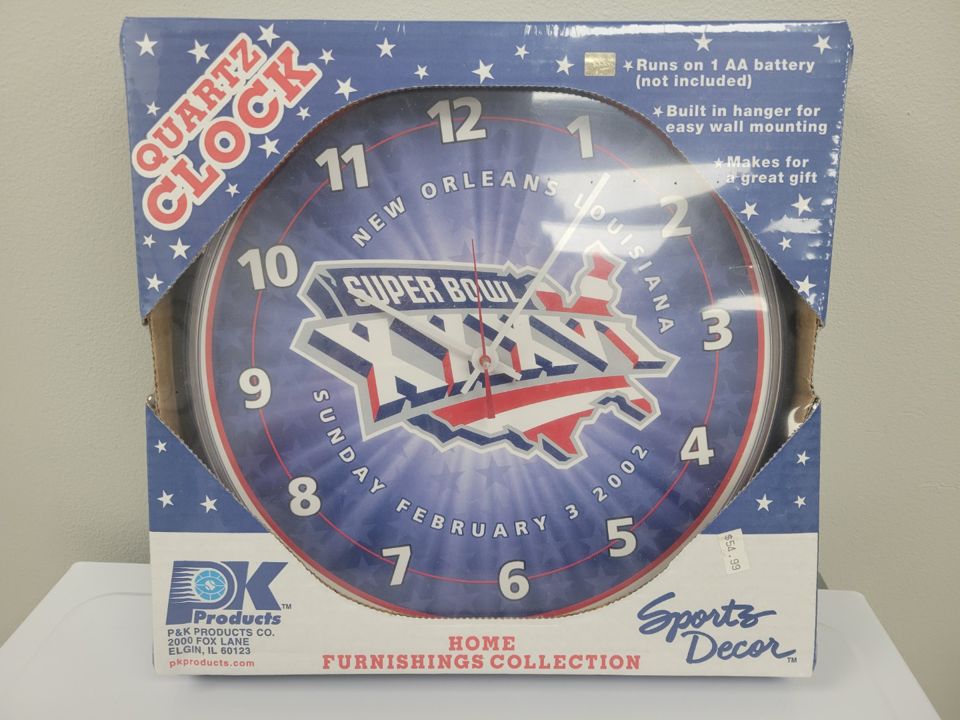 QUARTZ
CLOCK
★Runs on 1 AA battery
(not included)
★Built in hanger for
easy wall mounting
★Makes for
a great gift
12
1
2
3
4
5
6
7
8
9
10
11
NEW ORLEANS LOUISIANA
SUPER BOWL
XXXVI
SUNDAY FEBRUARY 3 2002
$54.99
PK
Products™
P&K PRODUCTS CO.
2000 FOX LANE
ELGIN, IL 60123
pkproducts.com
HOME
FURNISHINGS COLLECTION
Sportz
Decor™